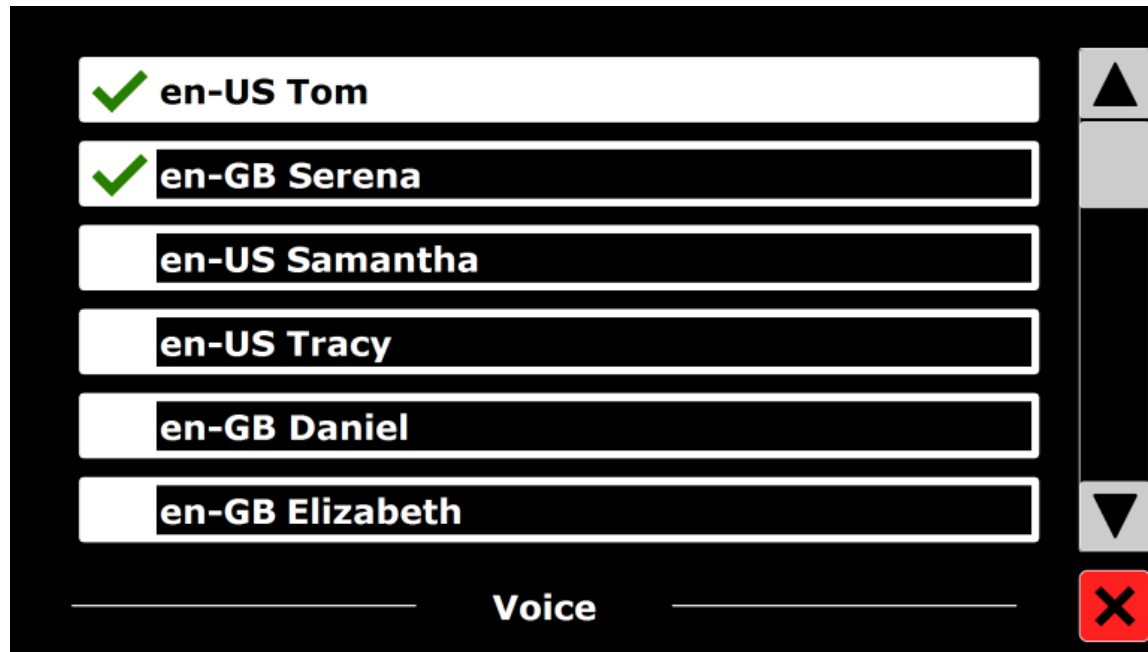 en-US Tom
en-GB Serena
en-US Samantha
en-US Tracy
en-GB Daniel
en-GB Elizabeth
Voice